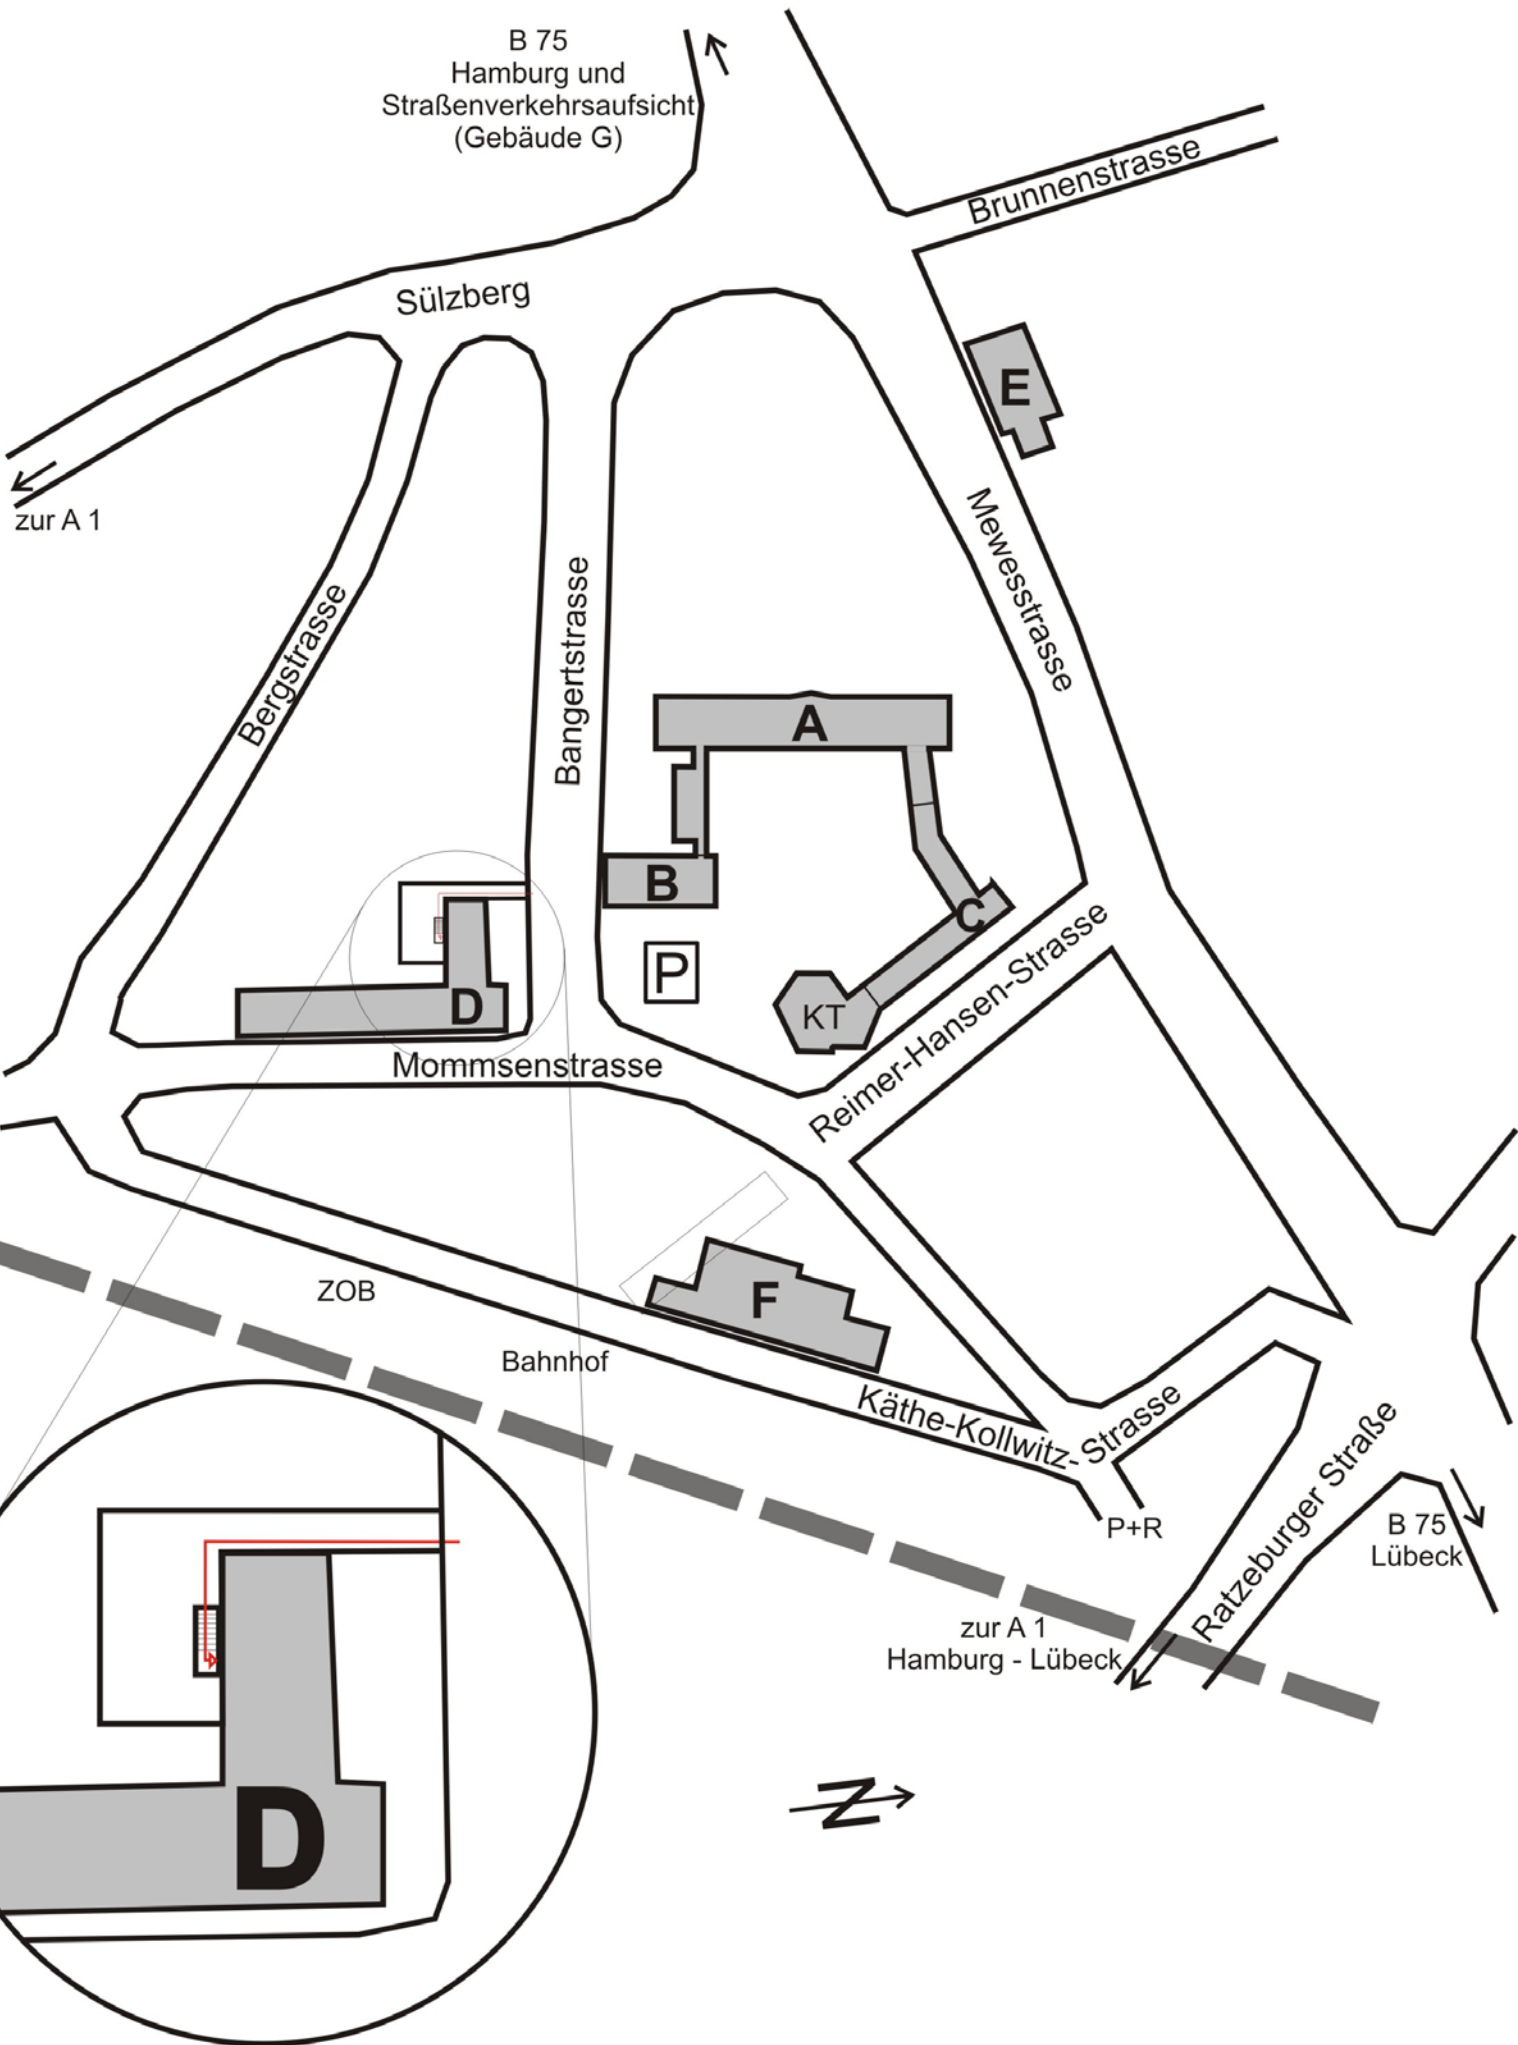 B 75
Hamburg und
Straßenverkehrsaufsicht
(Gebäude G)
Brunnenstrasse
Sülzberg
E
zur A 1
Mewesstrasse
Bergstrasse
Bangertstrasse
A
B
C
P
D
KT
Reimer-Hansen-Strasse
Mommsenstrasse
ZOB
F
Bahnhof
Käthe-Kollwitz-Strasse
Ratzeburger Straße
P+R
B 75
Lübeck
zur A 1
Hamburg - Lübeck
N
D